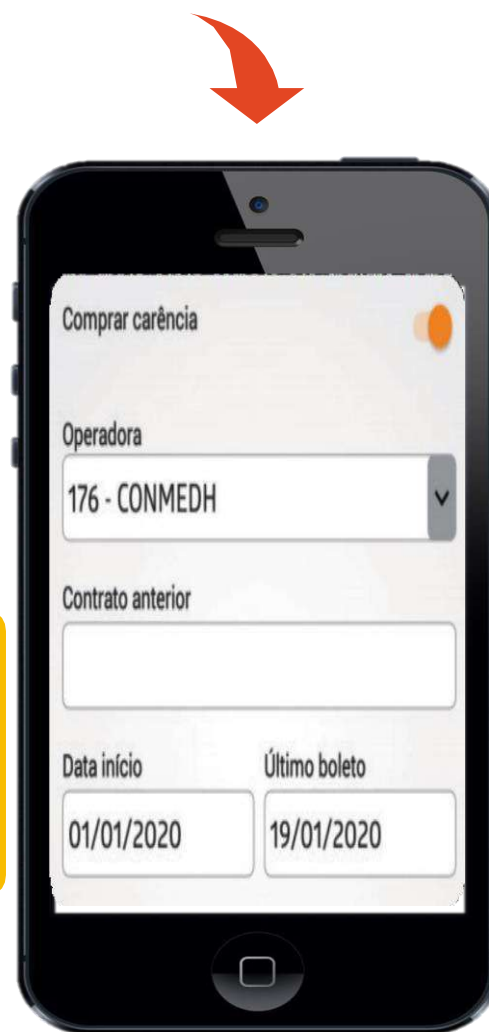 Comprar carência
Operadora
176 - CONMEDH
Contrato anterior
Data início Último boleto
01/01/2020 19/01/2020